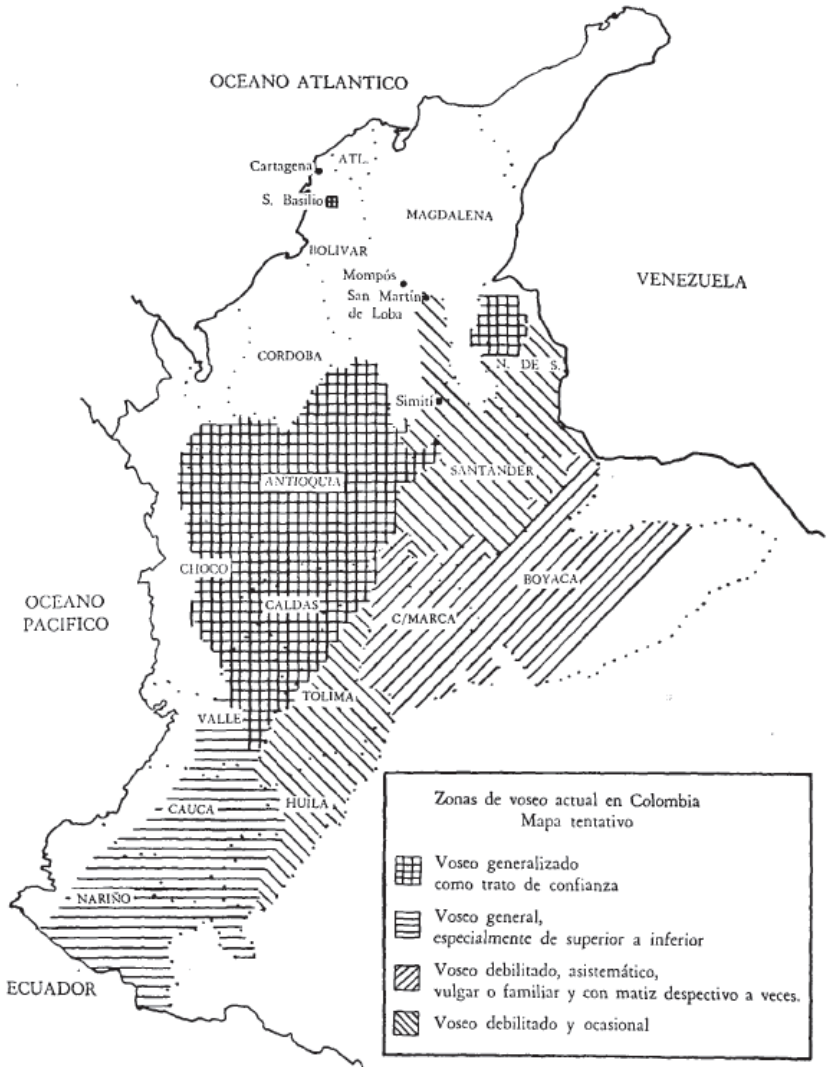 OCEANO ATLANTICO
ATL.
Cartagena
S. Basilio
MAGDALENA
BOLIVAR
Mompós
VENEZUELA
San Martín
de Loba
N. DE S.
CORDOBA
Simití
SANTANDER
ANTIOQUIA
CHOCO
BOYACA
OCEANO
PACIFICO
CALDAS
C/MARCA
TOLIMA
VALLE
HUILA
CAUCA
NARIÑO
ECUADOR
Zonas de voseo actual en Colombia
Mapa tentativo
Voseo generalizado
como trato de confianza
Voseo general,
especialmente de superior a inferior
Voseo debilitado, asistemático,
vulgar o familiar y con matiz despectivo a veces.
Voseo debilitado y ocasional